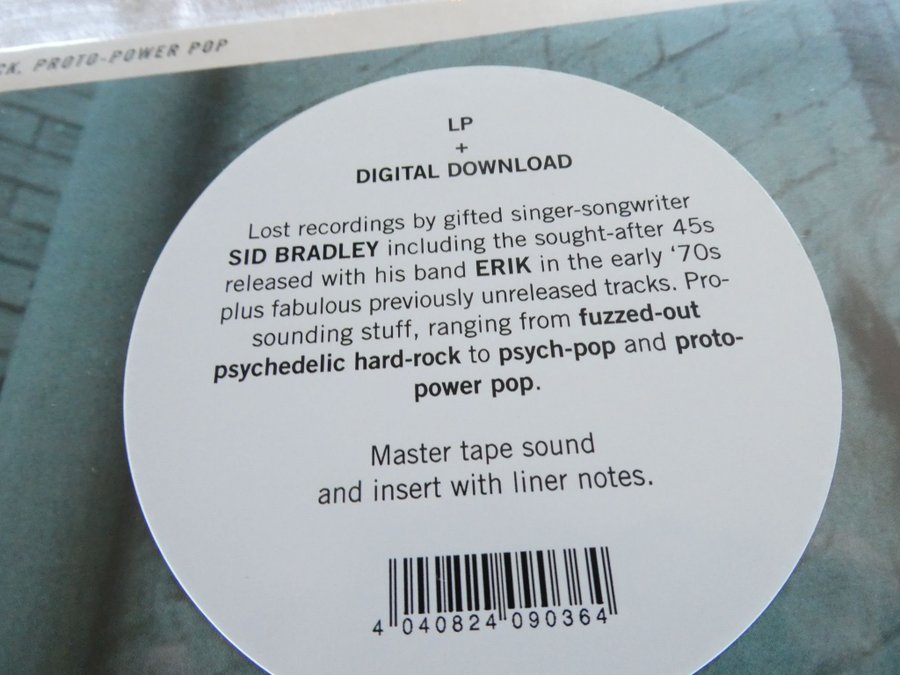 CK, PROTO-POWER POP
LP
+
DIGITAL DOWNLOAD
Lost recordings by gifted singer-songwriter
SID BRADLEY including the sought-after 45s
released with his band ERIK in the early ‘70s
plus fabulous previously unreleased tracks. Pro-
sounding stuff, ranging from fuzzed-out
psychedelic hard-rock to psych-pop and proto-
power pop.
Master tape sound
and insert with liner notes.
4 040824 090364